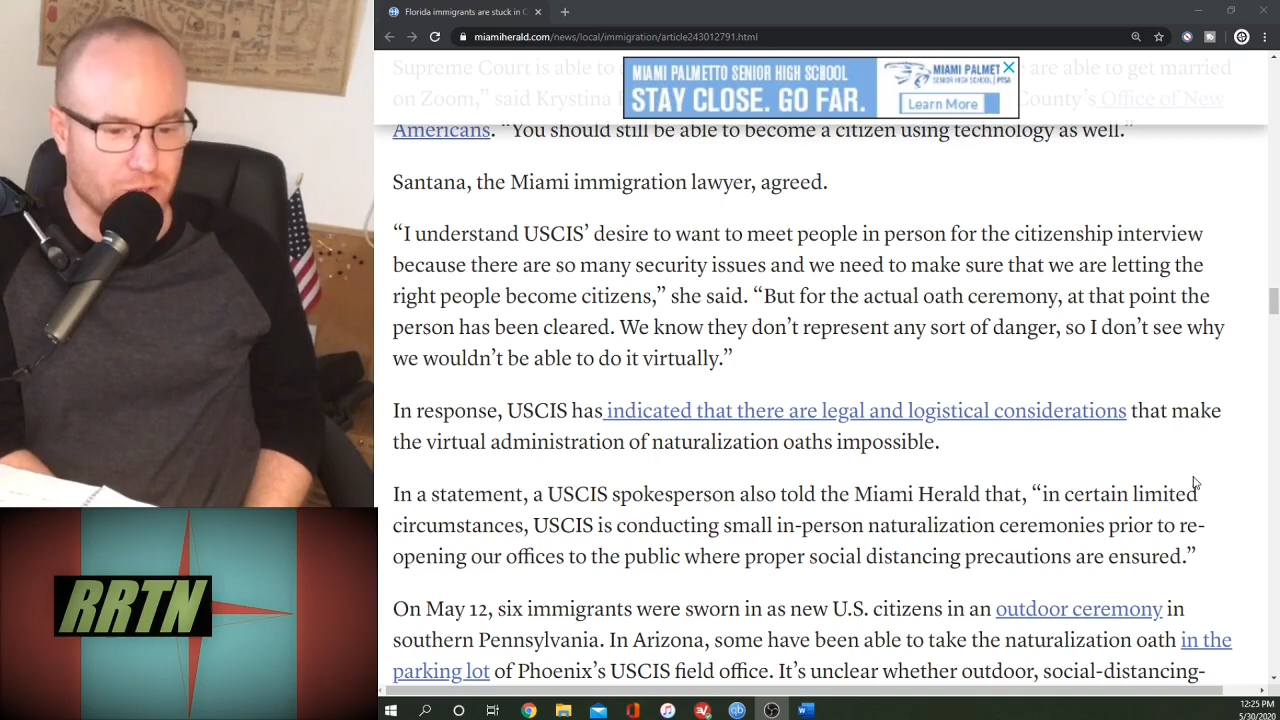 Florida immigrants are stuck in C
miamiherald.com/news/local/immigration/article243012791.html
Supreme Court is able to
are able to get married
on Zoom,” said Krystina
County’s Office of New
MIAMI PALMETTO SENIOR HIGH SCHOOL
STAY CLOSE. GO FAR.
MIAMI PALMET
SENIOR HIGH SCHOOL
Learn More
Americans. “You should still be able to become a citizen using technology as well.”
Santana, the Miami immigration lawyer, agreed.
“I understand USCIS’ desire to want to meet people in person for the citizenship interview
because there are so many security issues and we need to make sure that we are letting the
right people become citizens,” she said. “But for the actual oath ceremony, at that point the
person has been cleared. We know they don’t represent any sort of danger, so I don’t see why
we wouldn’t be able to do it virtually.”
In response, USCIS has indicated that there are legal and logistical considerations that make
the virtual administration of naturalization oaths impossible.
In a statement, a USCIS spokesperson also told the Miami Herald that, “in certain limited
circumstances, USCIS is conducting small in-person naturalization ceremonies prior to re-
opening our offices to the public where proper social distancing precautions are ensured.”
On May 12, six immigrants were sworn in as new U.S. citizens in an outdoor ceremony in
southern Pennsylvania. In Arizona, some have been able to take the naturalization oath in the
parking lot of Phoenix’s USCIS field office. It’s unclear whether outdoor, social-distancing-
RRTN
12:25 PM
5/30/2020